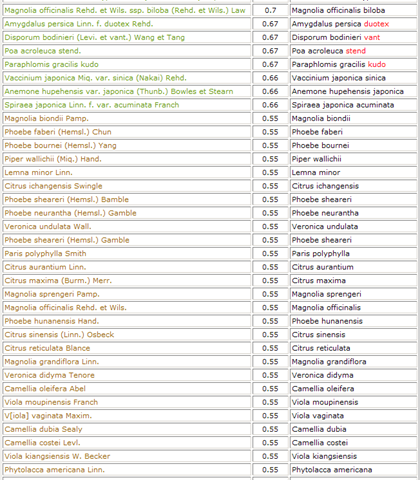 Magnolia officinalis Rehd. et Wils. ssp. biloba (Rehd. et Wils.) Law 0.7 Magnolia officinalis biloba
Amygdalus persica Linn. f. duotex Rehd. 0.67 Amygdalus persica duotex
Disporum bodinieri (Levi. et vant.) Wang et Tang 0.67 Disporum bodinieri vant
Poa acroleuca stend. 0.67 Poa acroleuca stend
Paraphlomis gracilis kudo 0.67 Paraphlomis gracilis kudo
Vaccinium japonica Miq. var. sinica (Nakai) Rehd. 0.66 Vaccinium japonica sinica
Anemone hupehensis var. japonica (Thunb.) Bowles et Stearn 0.66 Anemone hupehensis japonica
Spiraea japonica Linn. f. var. acuminata Franch 0.66 Spiraea japonica acuminata
Magnolia biondii Pamp. 0.55 Magnolia biondii
Phoebe faberi (Hemsl.) Chun 0.55 Phoebe faberi
Phoebe bournei (Hemsl.) Yang 0.55 Phoebe bournei
Piper wallichii (Miq.) Hand. 0.55 Piper wallichii
Lemna minor Linn. 0.55 Lemna minor
Citrus ichangensis Swingle 0.55 Citrus ichangensis
Phoebe sheareri (Hemsl.) Bamble 0.55 Phoebe sheareri
Phoebe neurantha (Hemsl.) Gamble 0.55 Phoebe neurantha
Veronica undulata Wall. 0.55 Veronica undulata
Phoebe sheareri (Hemsl.) Gamble 0.55 Phoebe sheareri
Paris polyphylla Smith 0.55 Paris polyphylla
Citrus aurantium Linn. 0.55 Citrus aurantium
Citrus maxima (Burm.) Merr. 0.55 Citrus maxima
Magnolia sprengeri Pamp. 0.55 Magnolia sprengeri
Magnolia officinalis Rehd. et Wils. 0.55 Magnolia officinalis
Phoebe hunanensis Hand. 0.55 Phoebe hunanensis
Citrus sinensis (Linn.) Osbeck 0.55 Citrus sinensis
Citrus reticulata Blance 0.55 Citrus reticulata
Magnolia grandiflora Linn. 0.55 Magnolia grandiflora
Veronica didyma Tenore 0.55 Veronica didyma
Camellia oleifera Abel 0.55 Camellia oleifera
Viola moupinensis Franch 0.55 Viola moupinensis
V[iola] vaginata Maxim. 0.55 Viola vaginata
Camellia dubia Sealy 0.55 Camellia dubia
Camellia costei Levl. 0.55 Camellia costei
Viola kiangsiensis W. Becker 0.55 Viola kiangsiensis
Phytolacca americana Linn. 0.55 Phytolacca americana